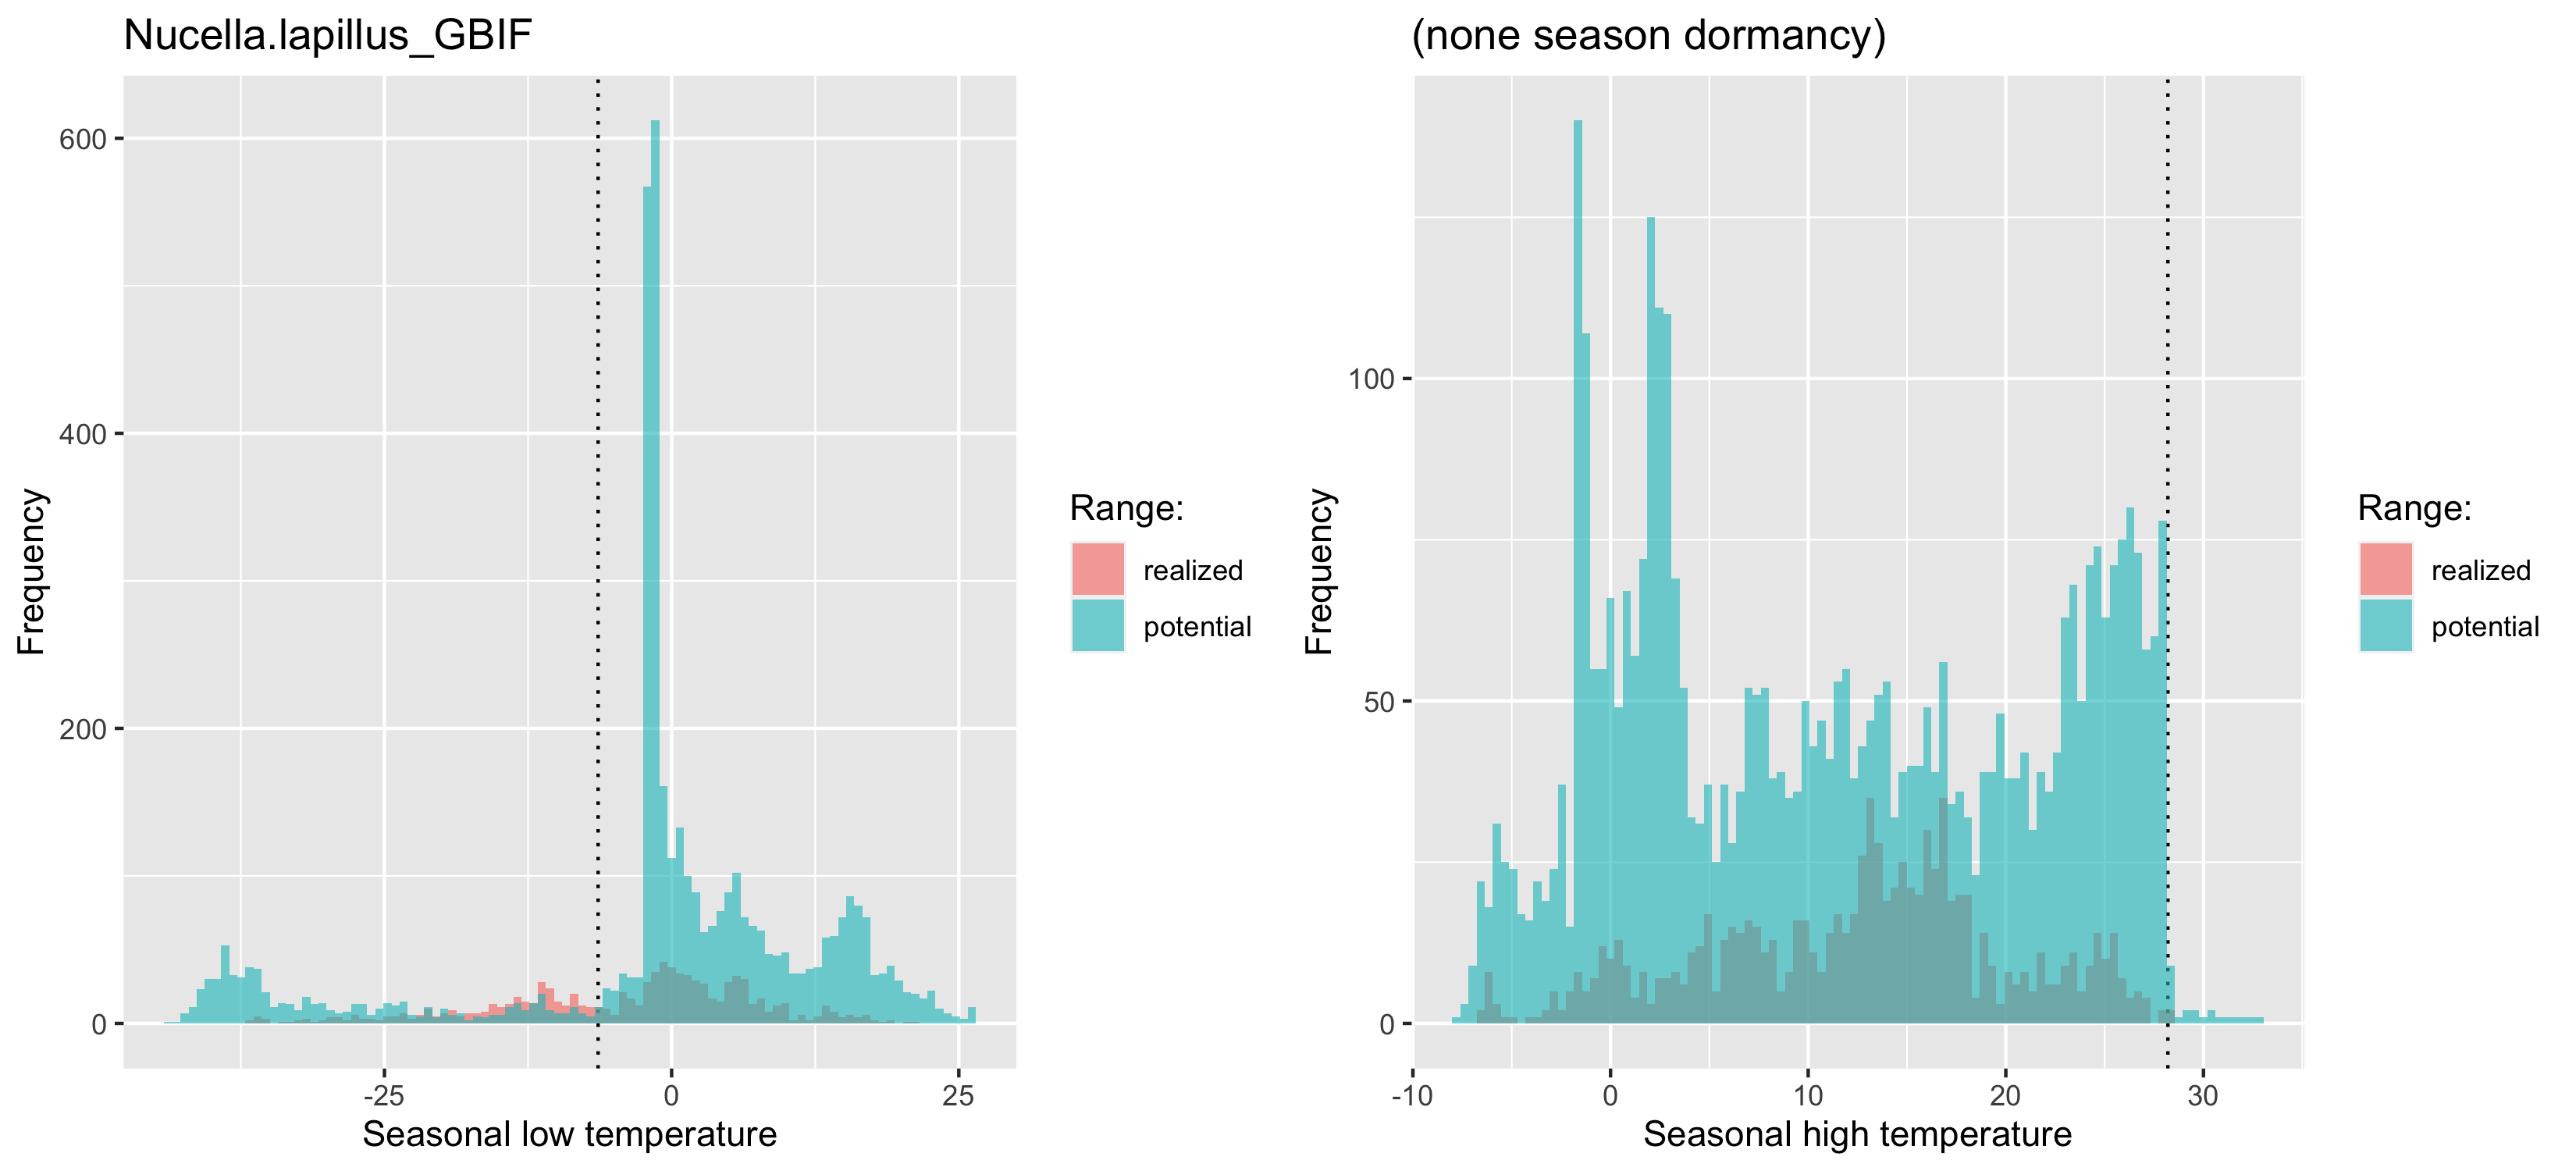 Nucella.lapillus_GBIF
Frequency
600
400
200
0
-25
0
25
Seasonal low temperature
Range:
realized
potential
(none season dormancy)
Frequency
100
50
0
-10
0
10
20
30
Seasonal high temperature
Range:
realized
potential